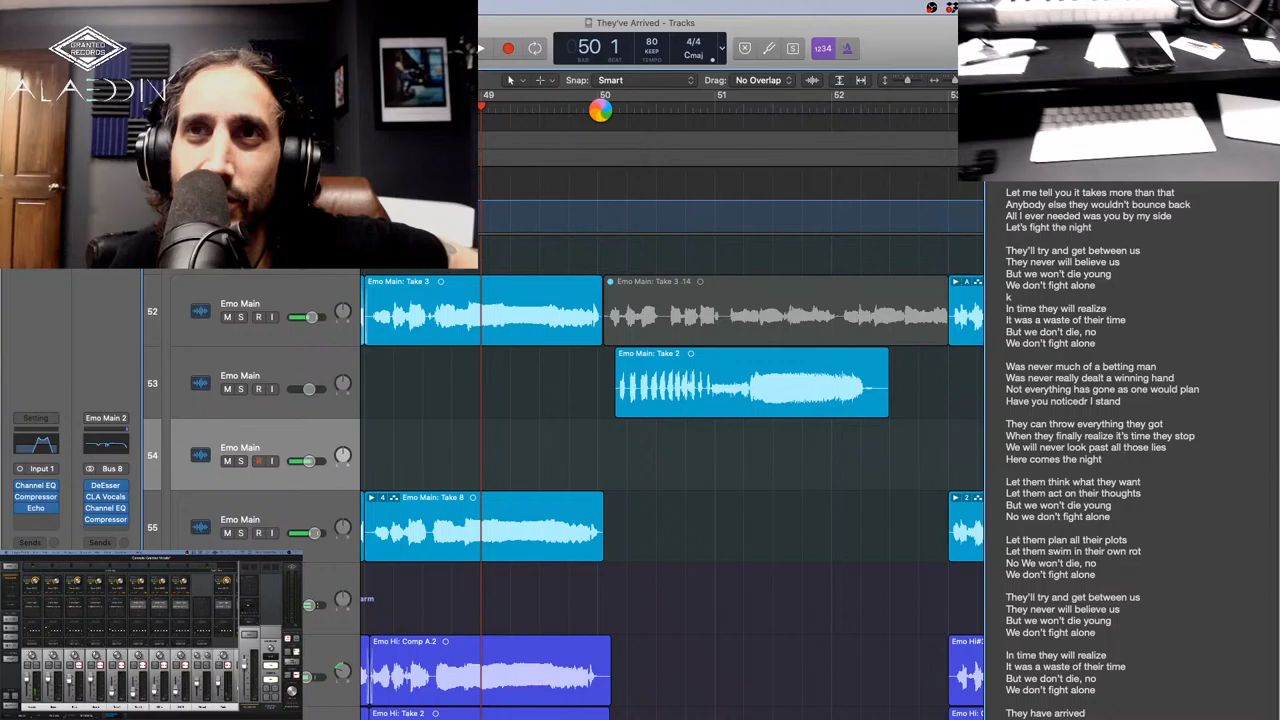 GRANTED
RECORDS
ALAEDDIN
They've Arrived - Tracks
50 1
BAR BEAT
80
KEEP
TEMPO
4/4
Cmaj
S
1234
Snap: Smart
Drag: No Overlap
49 50 51 52 53
Let me tell you it takes more than that
Anybody else they wouldn't bounce back
All I ever needed was you by my side
Let's fight the night
They'll try and get between us
They never will believe us
But we won't die young
We don't fight alone
k
In time they will realize
It was a waste of their time
But we don't die, no
We don't fight alone
Was never much of a betting man
Was never really dealt a winning hand
Not everything has gone as one would plan
Have you noticedr I stand
They can throw everything they got
When they finally realize it's time they stop
We will never look past all those lies
Here comes the night
Let them think what they want
Let them act on their thoughts
But we won't die young
No we don't fight alone
Let them plan all their plots
Let them swim in their own rot
No We won't die, no
We don't fight alone
They'll try and get between us
They never will believe us
But we won't die young
We don't fight alone
In time they will realize
It was a waste of their time
But we don't die, no
We don't fight alone
They have arrived
52
Emo Main
M S R I
Emo Main: Take 3
Emo Main: Take 3 .14
A
53
Emo Main
M S R I
Emo Main: Take 2
54
Emo Main
M S R I
55
Emo Main
M S R I
4 Emo Main: Take 8
2
arm
Emo Hi: Comp A.2
Emo Hi
Emo Hi: Take 2
Emo Hi:
Setting
Emo Main 2
Input 1
Bus 8
Channel EQ
Compressor
Echo
DeEsser
CLA Vocals
Channel EQ
Compressor
Sends
Sends